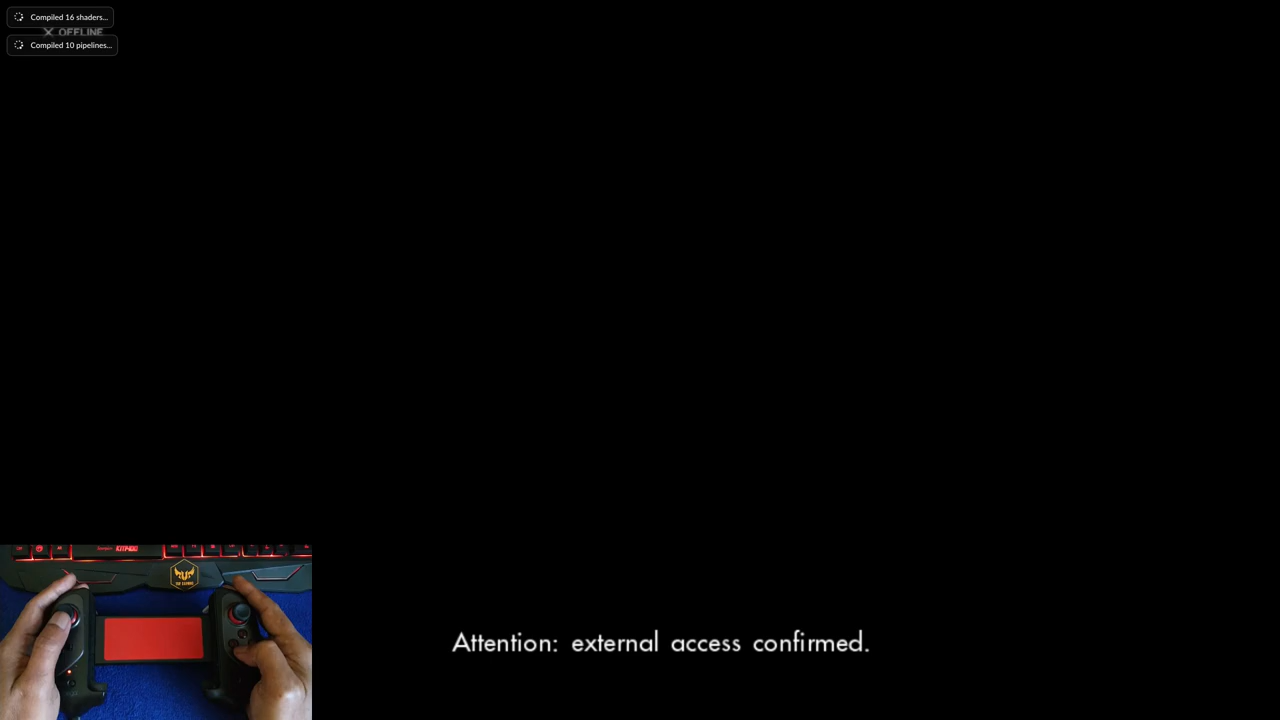 Compiled 16 shaders...
X OFFLINE
Compiled 10 pipelines...
Attention: external access confirmed.